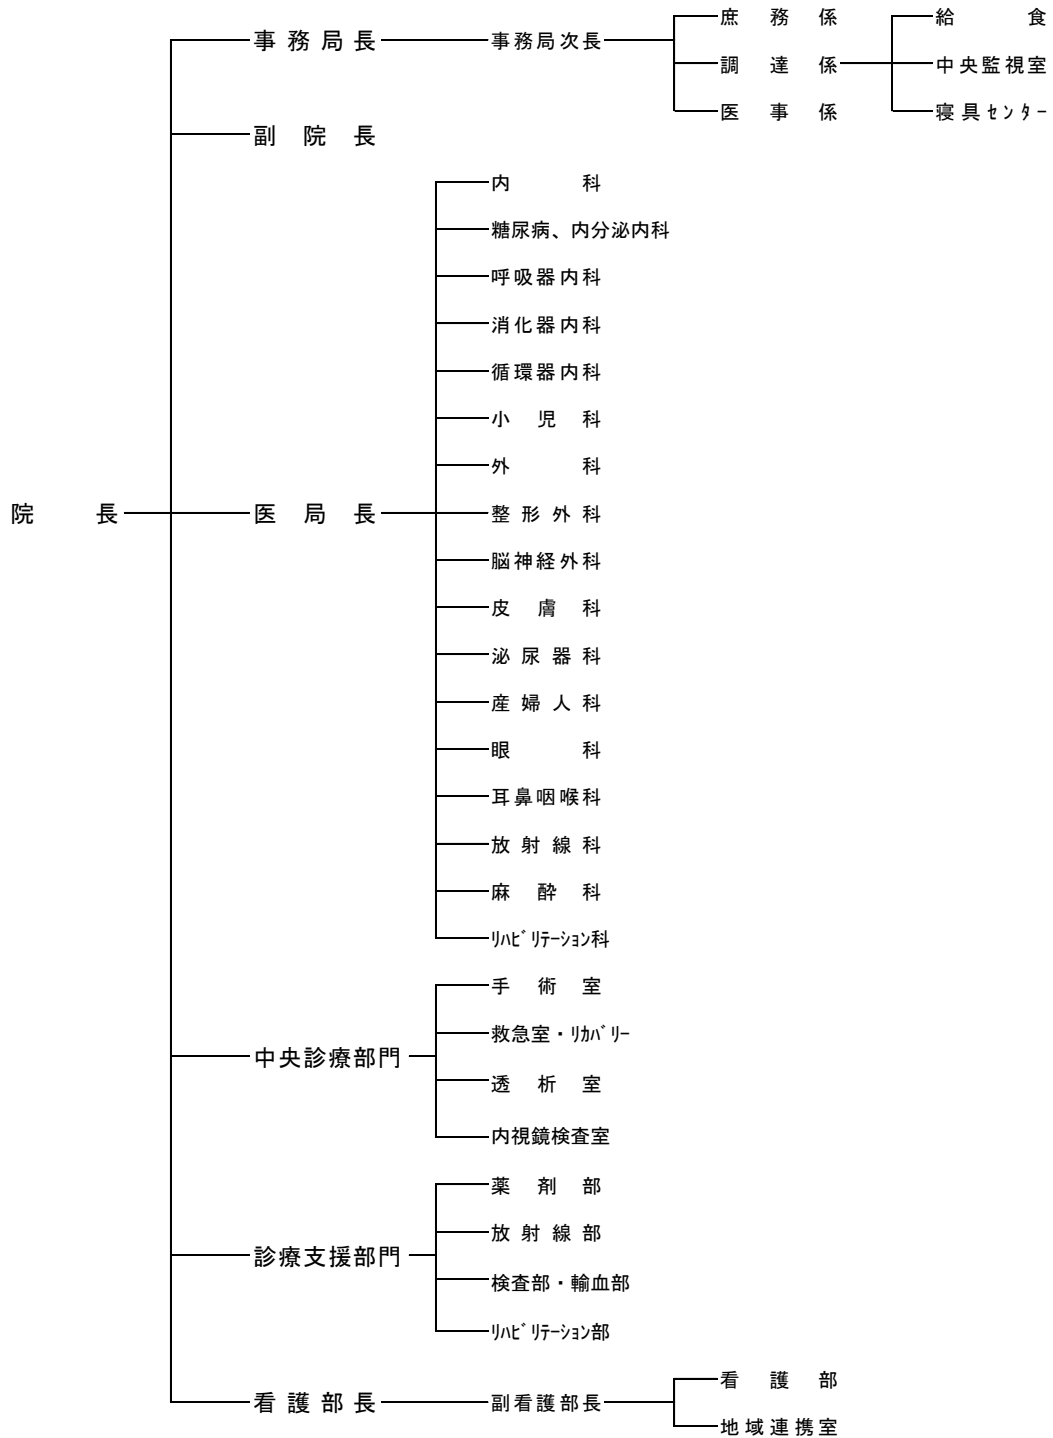 庶務係
給食
事務局長
事務局次長
調達係
中央監視室
医事係
寝具ｾﾝﾀｰ
副院長
内科
糖尿病、内分泌内科
呼吸器内科
消化器内科
循環器内科
小児科
外科
院長
医局長
整形外科
脳神経外科
皮膚科
泌尿器科
産婦人科
眼科
耳鼻咽喉科
放射線科
麻酔科
ﾘﾊﾋﾞﾘﾃｰｼｮﾝ科
手術室
救急室・ﾘｶﾊﾞﾘｰ
中央診療部門
透析室
内視鏡検査室
薬剤部
放射線部
診療支援部門
検査部・輸血部
ﾘﾊﾋﾞﾘﾃｰｼｮﾝ部
看護部
看護部長
副看護部長
地域連携室